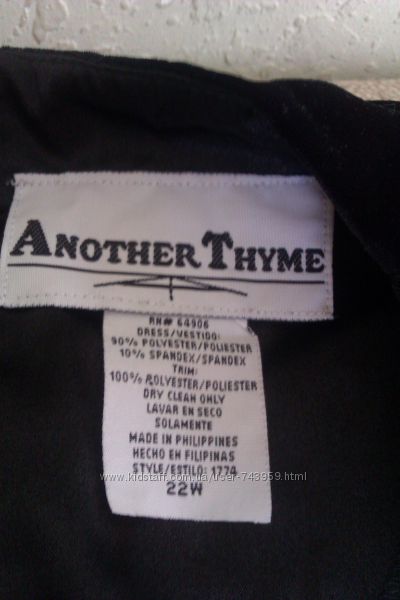 ANOTHER THYME
RN# 64906
DRESS/VESTIDO:
90% POLYESTER/POLIESTER
10% SPANDEX/SPANDEX
TRIM:
100% POLYESTER/POLIESTER
DRY CLEAN ONLY
LAVAR EN SECO
SOLAMENTE
MADE IN PHILIPPINES
HECHO EN FILIPINAS
STYLE/ESTILO: 1774
www.kidstaff.com.ua/user-743959.html
22W